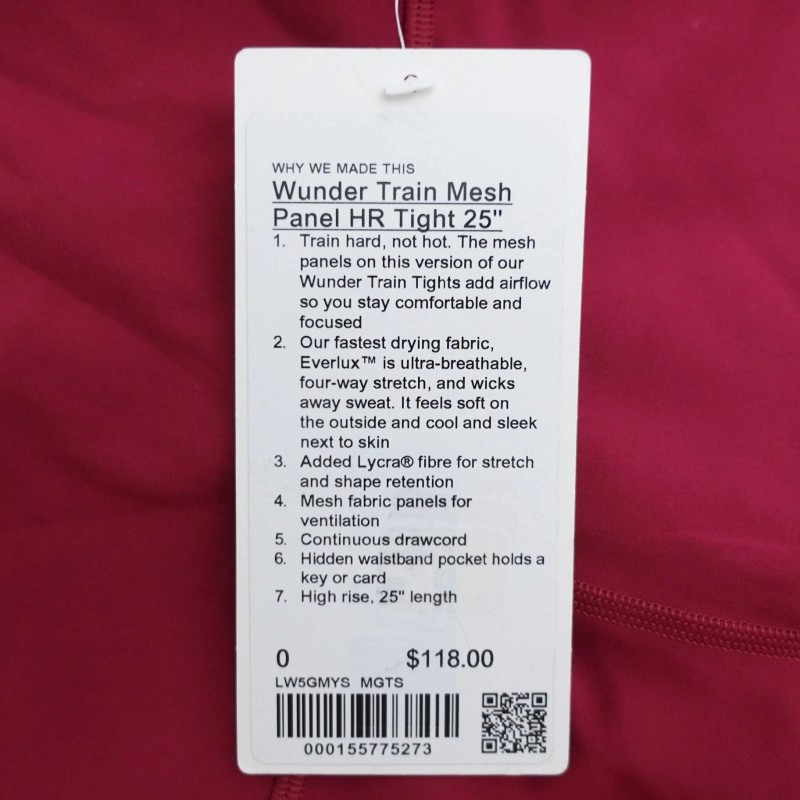 WHY WE MADE THIS
Wunder Train Mesh
Panel HR Tight 25"
1. Train hard, not hot. The mesh
panels on this version of our
Wunder Train Tights add airflow
so you stay comfortable and
focused
2. Our fastest drying fabric,
Everlux™ is ultra-breathable,
four-way stretch, and wicks
away sweat. It feels soft on
the outside and cool and sleek
next to skin
3. Added Lycra® fibre for stretch
and shape retention
4. Mesh fabric panels for
ventilation
5. Continuous drawcord
6. Hidden waistband pocket holds a
key or card
7. High rise, 25" length
0 $118.00
LW5GMYS MGTS
000155775273